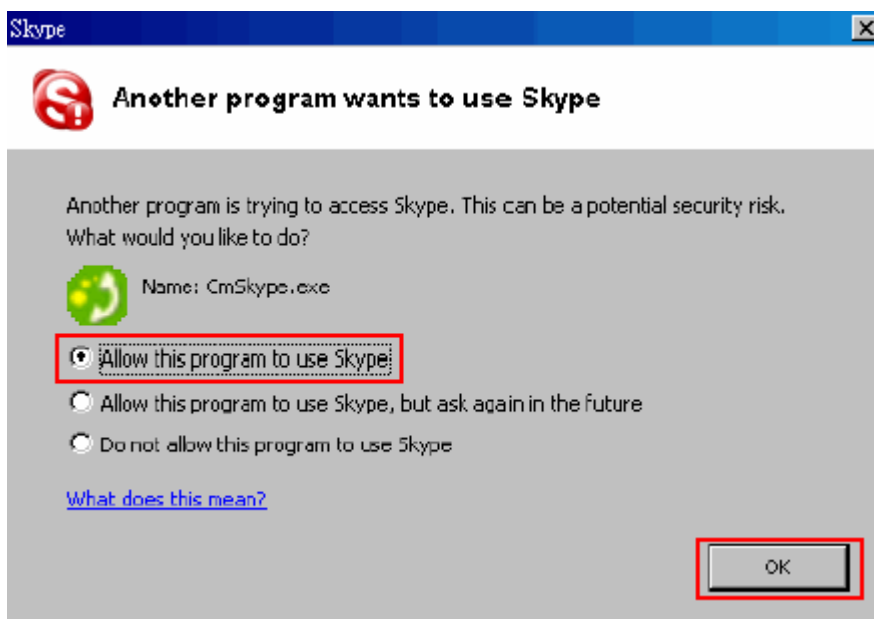 Skype
Another program wants to use Skype
Another program is trying to access Skype. This can be a potential security risk.
What would you like to do?
Name: CmSkype.exe
Allow this program to use Skype
Allow this program to use Skype, but ask again in the future
Do not allow this program to use Skype
What does this mean?
OK